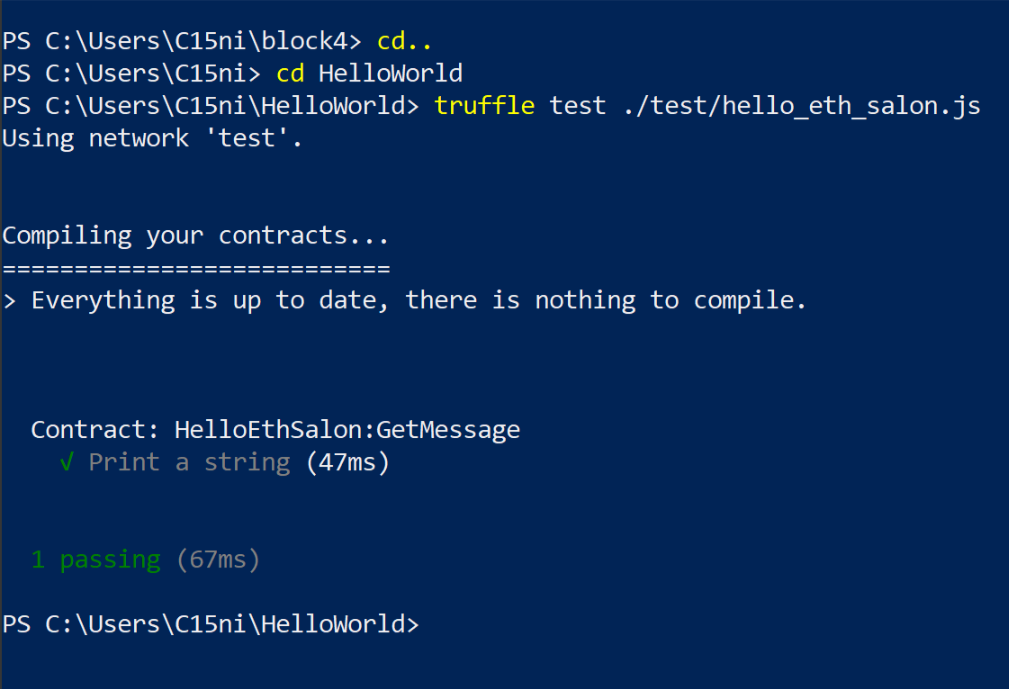 PS C:\Users\C15ni\block4> cd..
PS C:\Users\C15ni> cd HelloWorld
PS C:\Users\C15ni\HelloWorld> truffle test ./test/hello_eth_salon.js
Using network 'test'.
Compiling your contracts...
===========================
> Everything is up to date, there is nothing to compile.
Contract: HelloEthSalon:GetMessage
√ Print a string (47ms)
1 passing (67ms)
PS C:\Users\C15ni\HelloWorld>